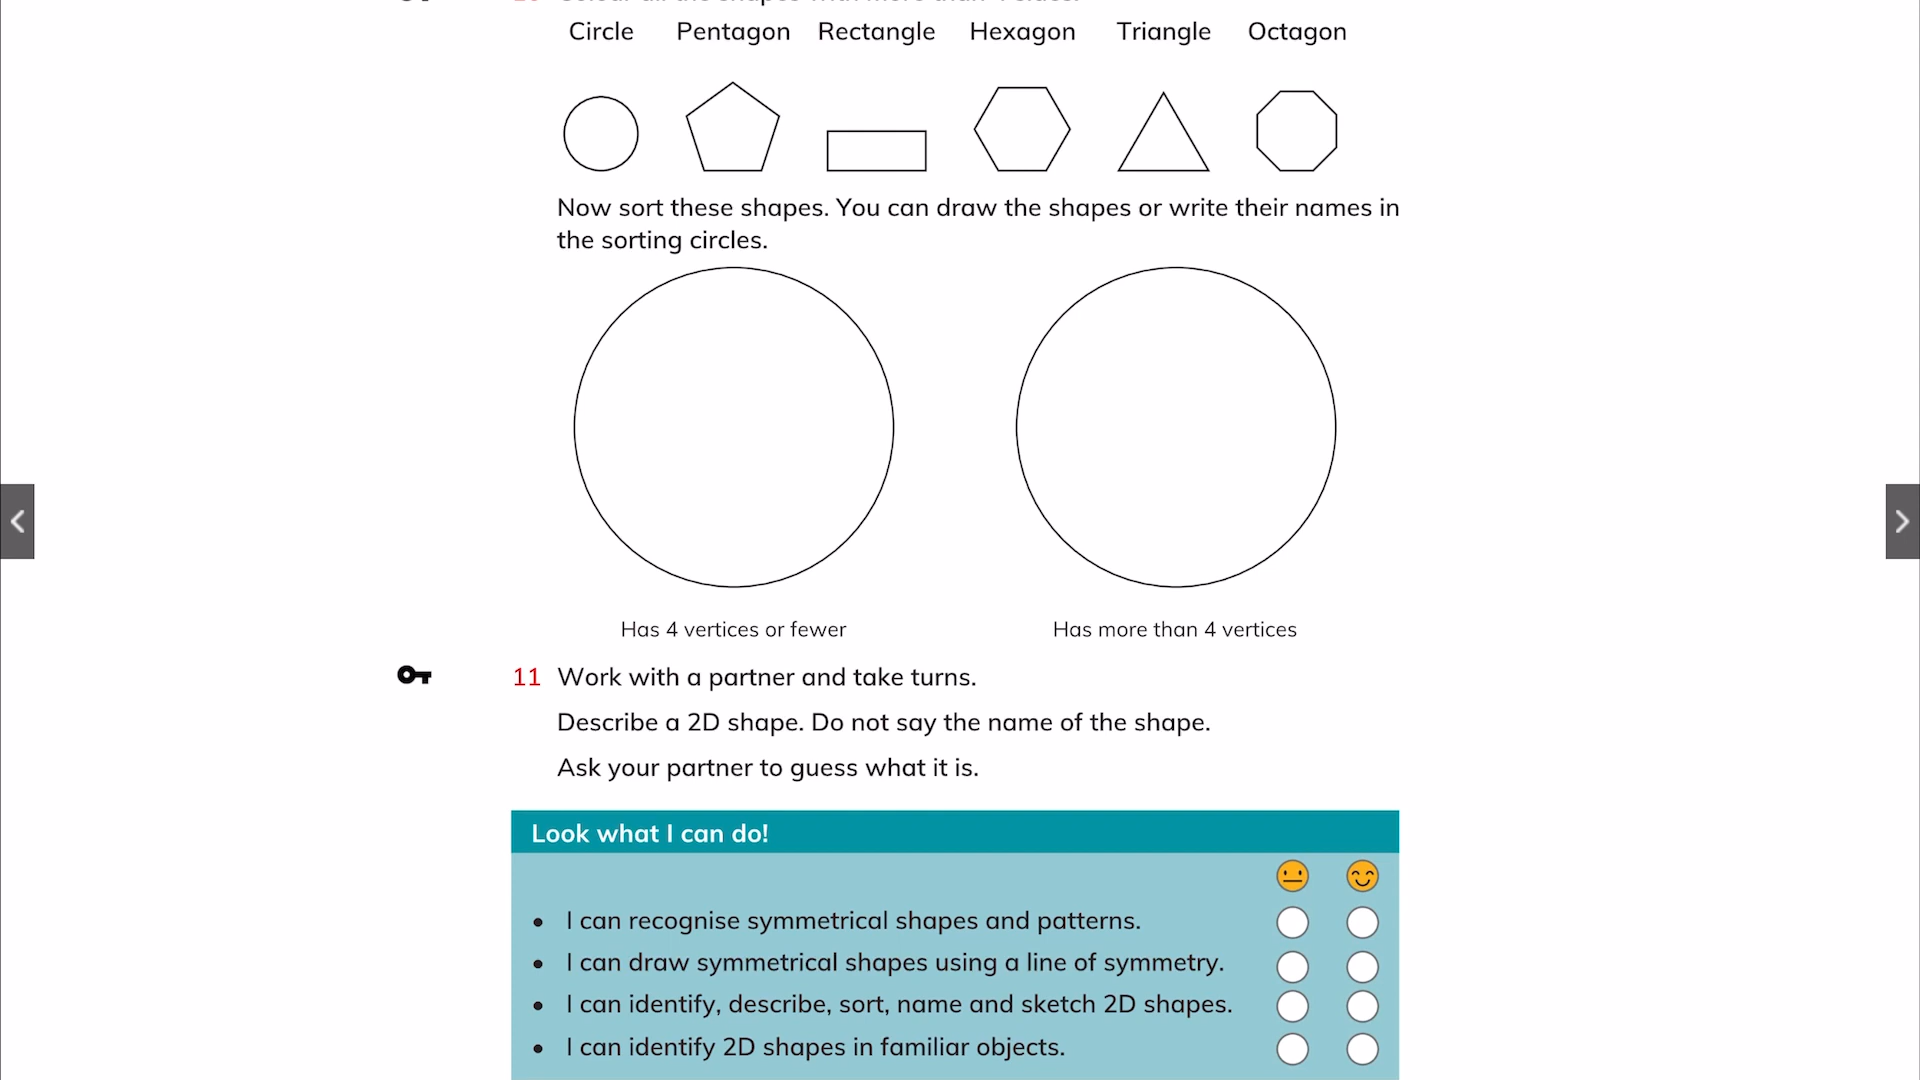 Circle Pentagon Rectangle Hexagon Triangle Octagon
Now sort these shapes. You can draw the shapes or write their names in
the sorting circles.
Has 4 vertices or fewer Has more than 4 vertices
11 Work with a partner and take turns.
Describe a 2D shape. Do not say the name of the shape.
Ask your partner to guess what it is.
Look what I can do!
• I can recognise symmetrical shapes and patterns.
• I can draw symmetrical shapes using a line of symmetry.
• I can identify, describe, sort, name and sketch 2D shapes.
• I can identify 2D shapes in familiar objects.